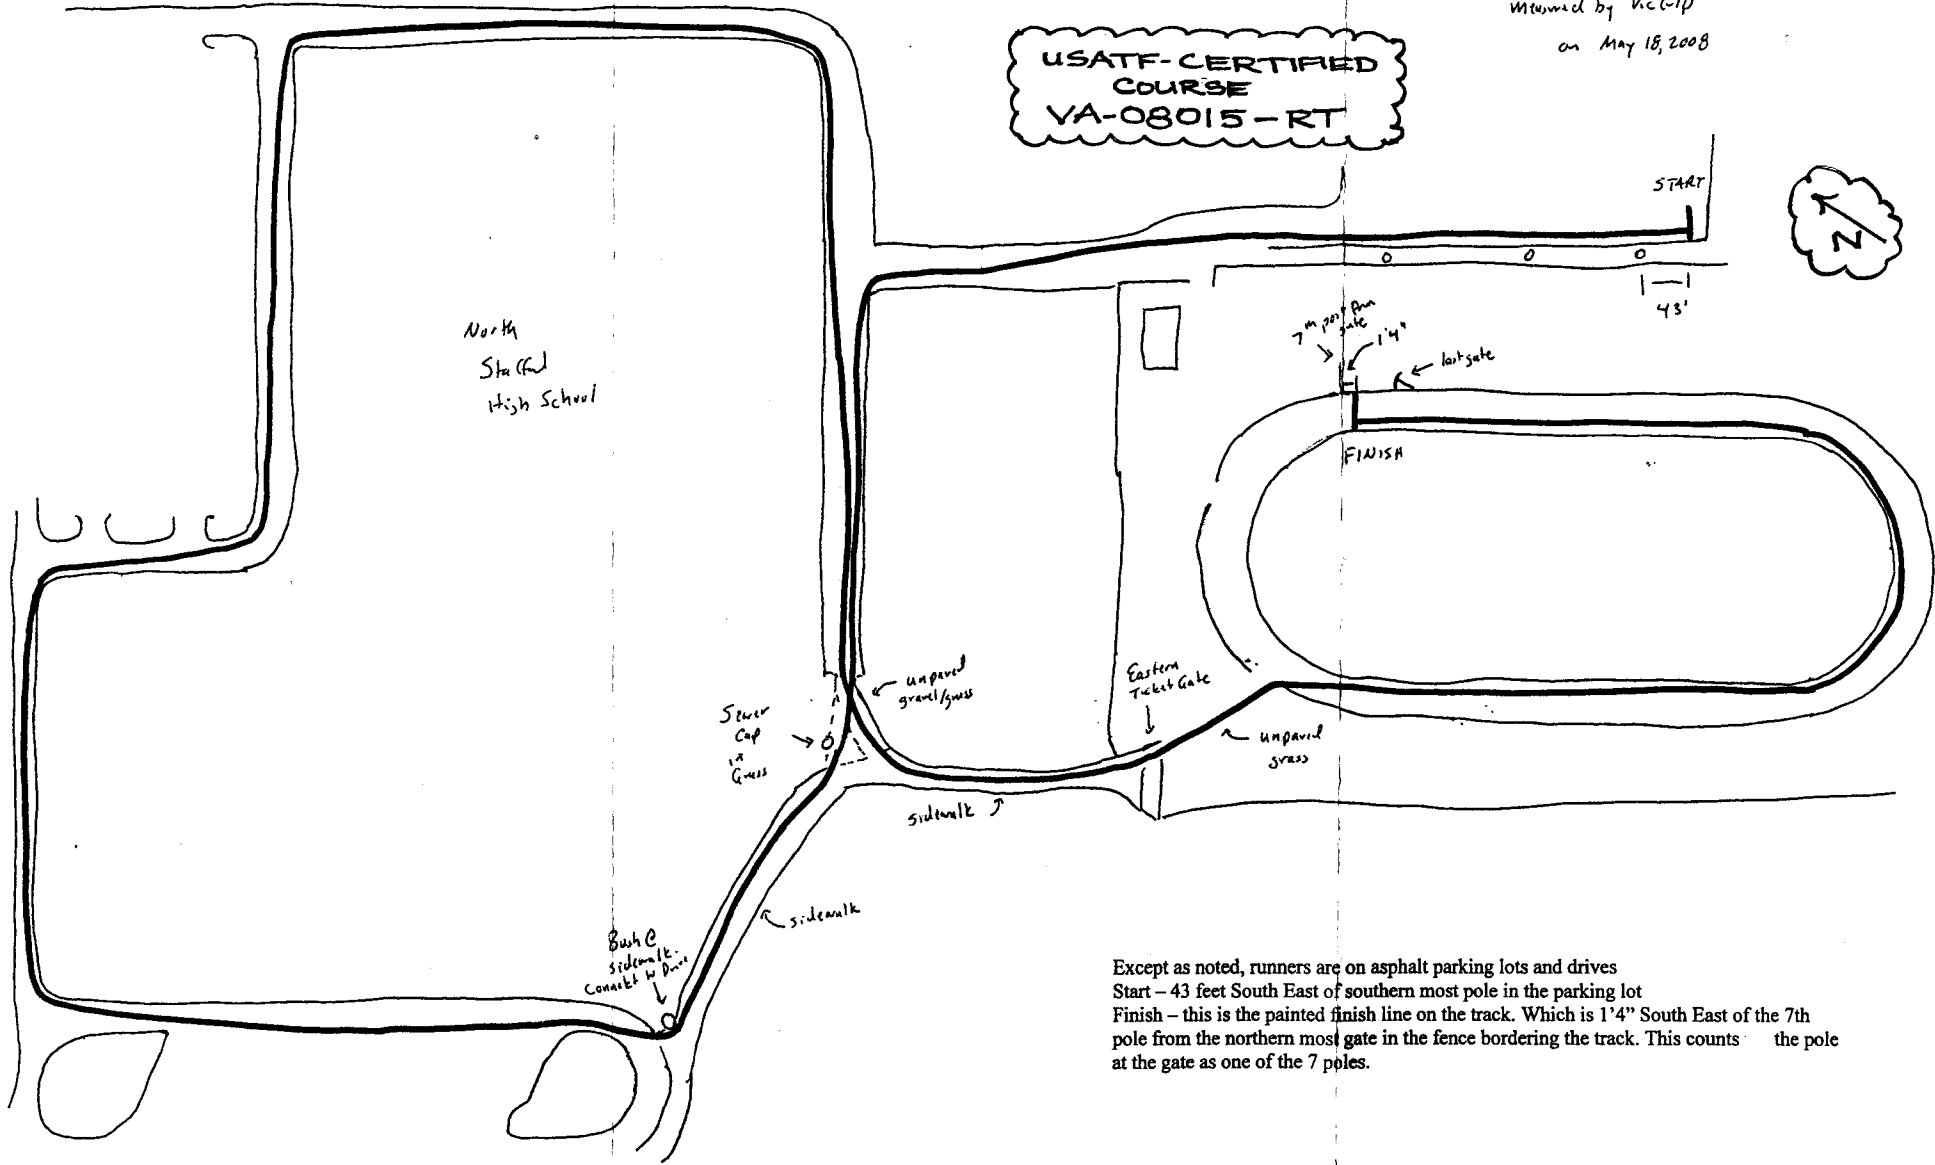 measured by
on May 18, 2008
USATF-CERTIFIED
COURSE
VA-08015-RT
START
N
43'
7th post from
gate
1'4"
last gate
FINISH
North
Stafford
High School
unpaved
gravel/grass
Eastern
Ticket Gate
Sewer
Cap
in
Grass
unpaved
grass
sidewalk
sidewalk
Bush @
sidewalk
Connect w Drive
Except as noted, runners are on asphalt parking lots and drives
Start – 43 feet South East of southern most pole in the parking lot
Finish – this is the painted finish line on the track. Which is 1'4” South East of the 7th
pole from the northern most gate in the fence bordering the track. This counts the pole
at the gate as one of the 7 poles.